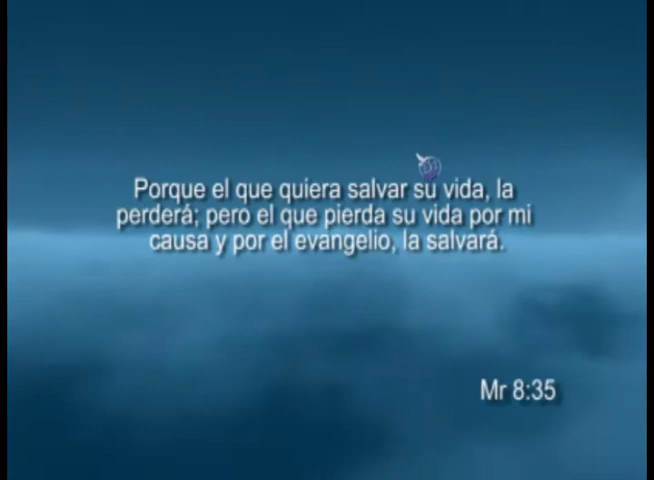 Porque el que quiera salvar su vida, la
perderá; pero el que pierda su vida por mi
causa y por el evangelio, la salvará.
Mr 8:35